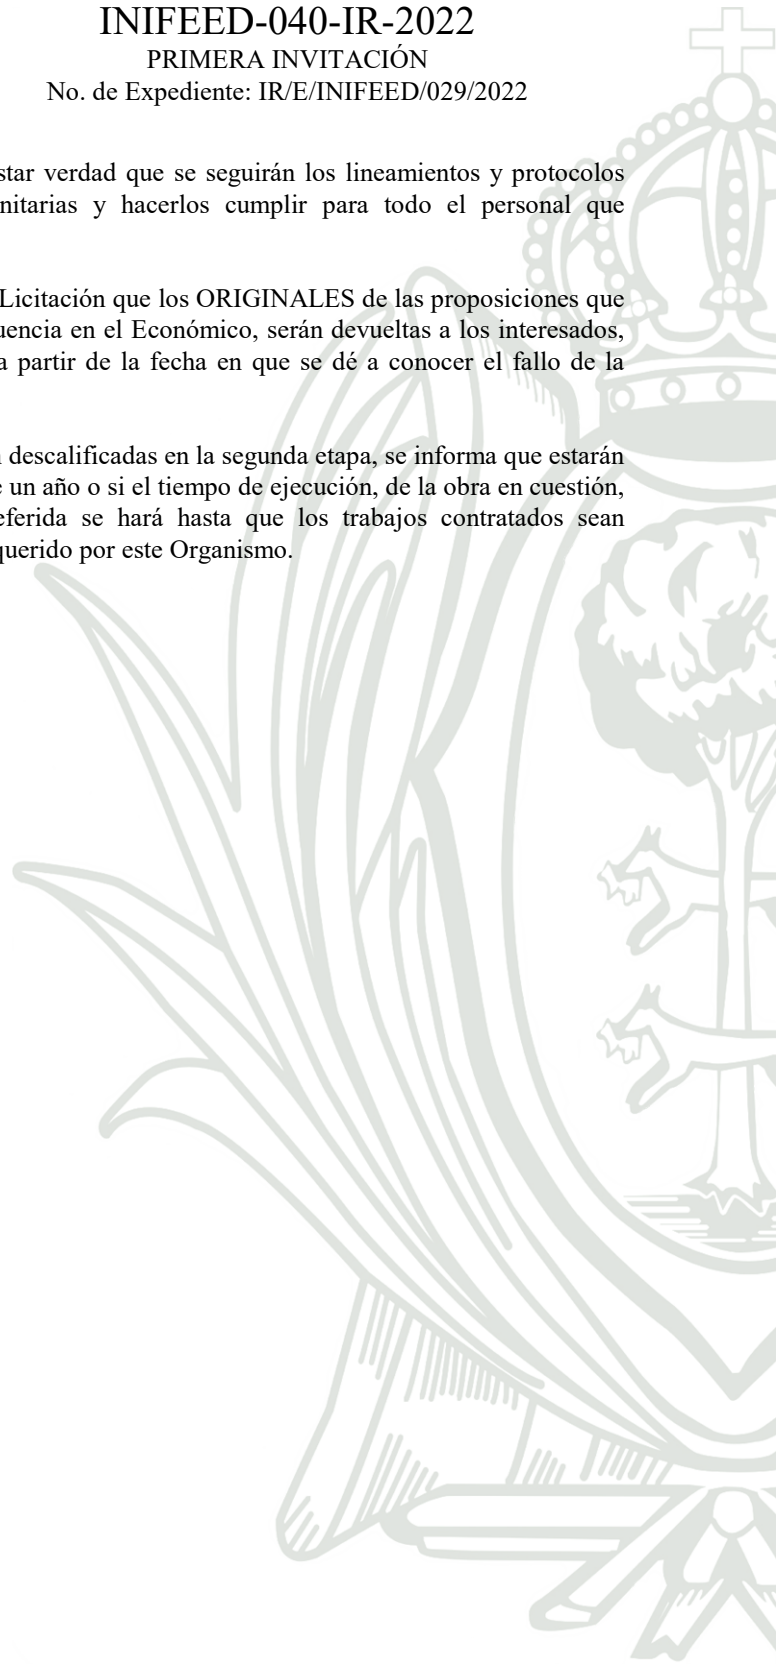 INIFEED-040-IR-2022
PRIMERA INVITACIÓN
No. de Expediente: IR/E/INIFEED/029/2022
star verdad que se seguirán los lineamientos y protocolos
nitarias y hacerlos cumplir para todo el personal que
Licitación que los ORIGINALES de las proposiciones que
uencia en el Económico, serán devueltas a los interesados,
a partir de la fecha en que se dé a conocer el fallo de la
descalificadas en la segunda etapa, se informa que estarán
e un año o si el tiempo de ejecución, de la obra en cuestión,
eferida se hará hasta que los trabajos contratados sean
querido por este Organismo.